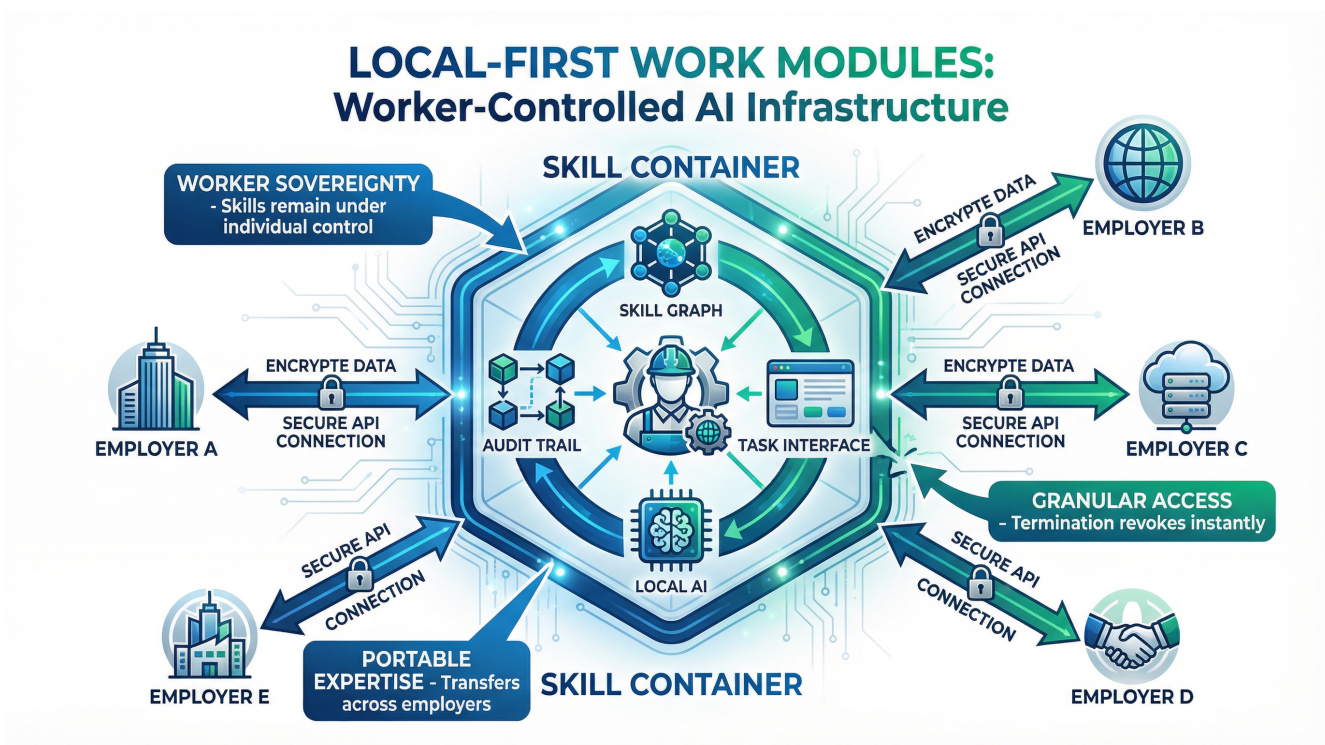 LOCAL-FIRST WORK MODULES:
Worker-Controlled AI Infrastructure
SKILL CONTAINER
WORKER SOVEREIGNTY
- Skills remain under
individual control
ENCRYPTE DATA
SECURE API
CONNECTION
EMPLOYER B
SKILL GRAPH
EMPLOYER A
ENCRYPTE DATA
SECURE API
CONNECTION
AUDIT TRAIL
TASK INTERFACE
ENCRYPTE DATA
SECURE API
CONNECTION
EMPLOYER C
GRANULAR ACCESS
- Termination revokes instantly
LOCAL AI
SECURE API
CONNECTION
EMPLOYER E
SECURE API
CONNECTION
EMPLOYER D
PORTABLE
EXPERTISE - Transfers
across employers
SKILL CONTAINER